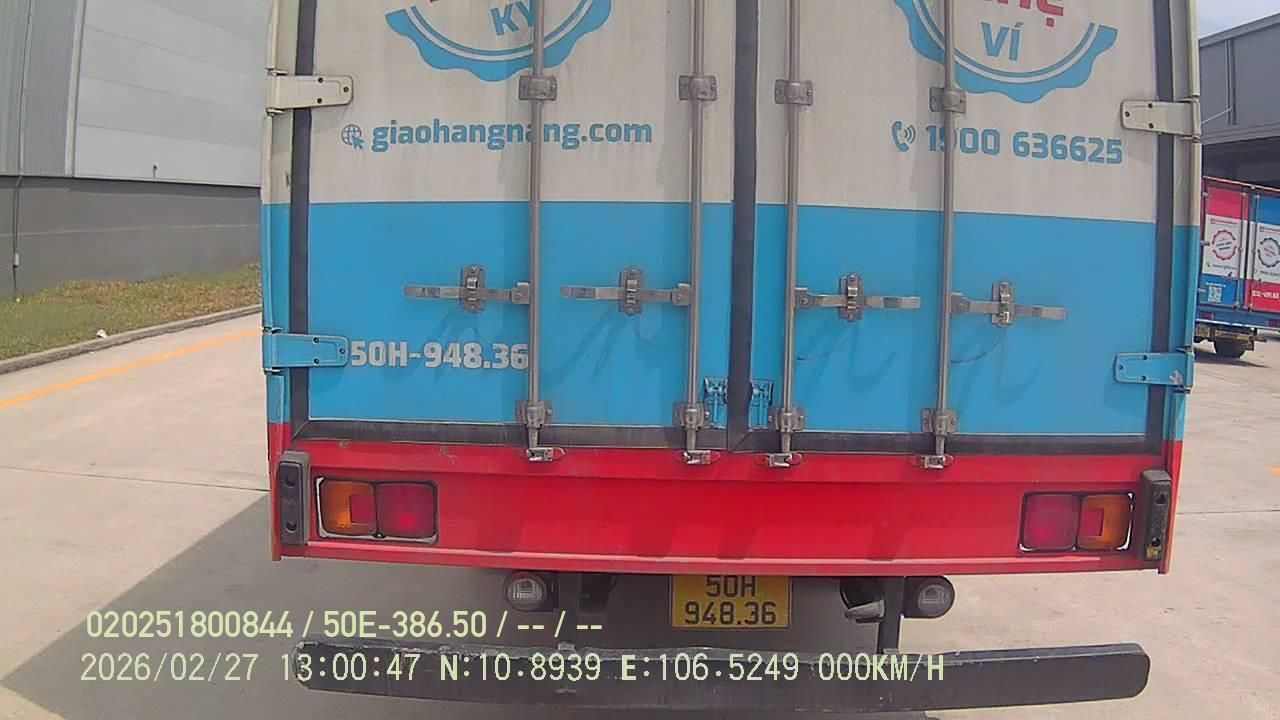 KỲ
VÍ
giaohangnang.com
1900 636625
50H-948.36
50H
948.36
020251800844 / 50E-386.50 / -- / --
2026/02/27 13:00:47 N:10.8939 E:106.5249 000KM/H